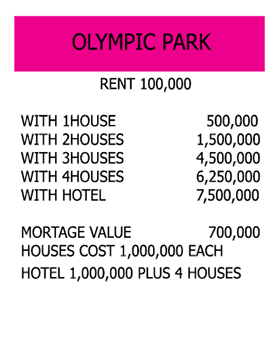 OLYMPIC PARK
RENT 100,000
WITH 1HOUSE 500,000
WITH 2HOUSES 1,500,000
WITH 3HOUSES 4,500,000
WITH 4HOUSES 6,250,000
WITH HOTEL 7,500,000
MORTAGE VALUE 700,000
HOUSES COST 1,000,000 EACH
HOTEL 1,000,000 PLUS 4 HOUSES